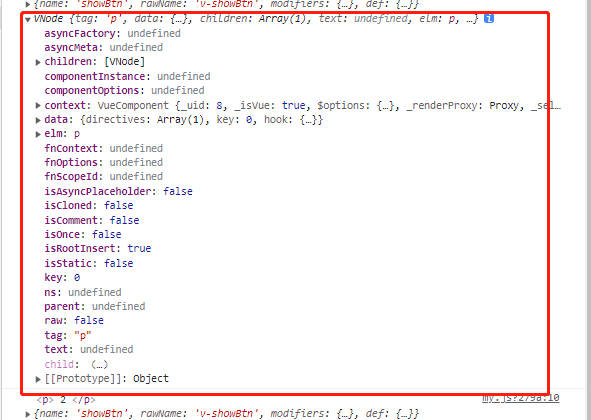 {name: 'showBtn', rawName: 'v-showBtn', modifiers: {…}, def: {…}}
VNode {tag: 'p', data: {…}, children: Array(1), text: undefined, elm: p, …}
asyncFactory: undefined
asyncMeta: undefined
children: [VNode]
componentInstance: undefined
componentOptions: undefined
context: VueComponent {_uid: 8, _isVue: true, $options: {…}, _renderProxy: Proxy, _sel…
data: {directives: Array(1), key: 0, hook: {…}}
elm: p
fnContext: undefined
fnOptions: undefined
fnScopeId: undefined
isAsyncPlaceholder: false
isCloned: false
isComment: false
isOnce: false
isRootInsert: true
isStatic: false
key: 0
ns: undefined
parent: undefined
raw: false
tag: "p"
text: undefined
child: (…)
[[Prototype]]: Object
<p> 2 </p> my.js?279a:10
{name: 'showBtn', rawName: 'v-showBtn', modifiers: {…}, def: {…}}